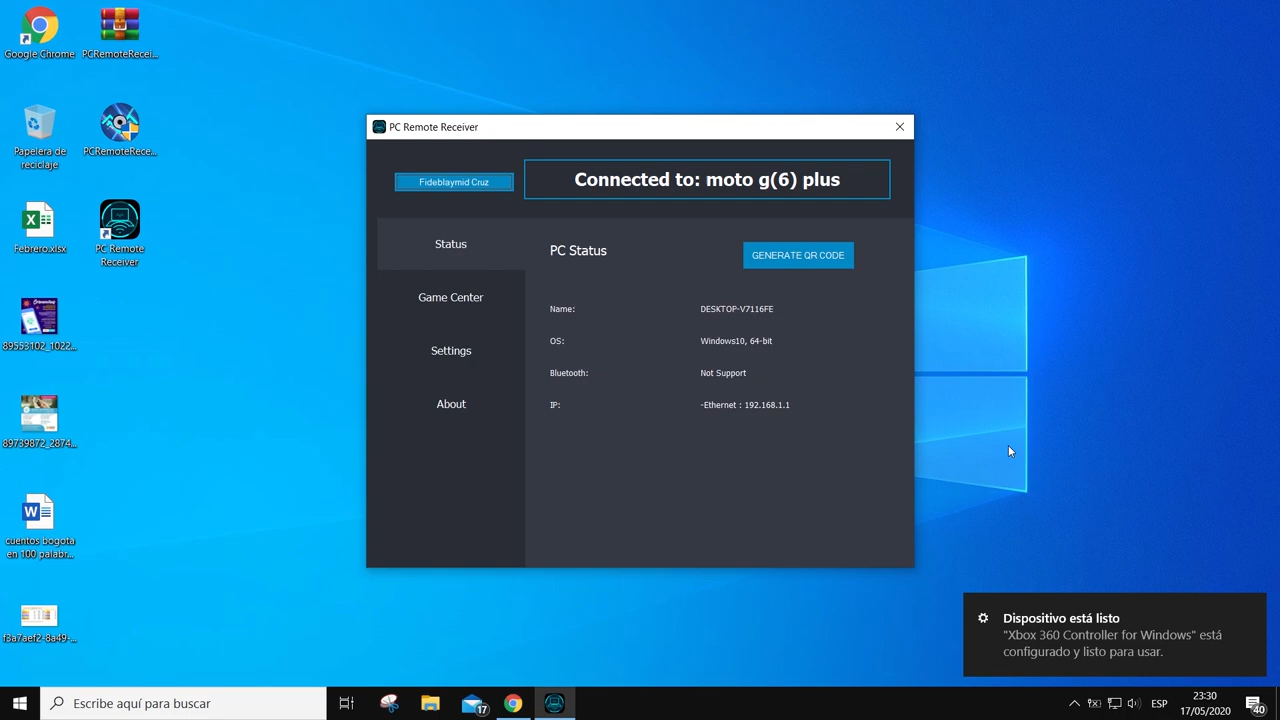 Google Chrome
PCRemoteRecei...
Papelera de
reciclaje
PCRemoteRece...
Febrero.xlsx
PC Remote
Receiver
89553102_1022...
89739872_2874...
cuentos bogota
en 100 palabr...
f3a7aef2-8a49-...
PC Remote Receiver
Fideblaymid Cruz
Connected to: moto g(6) plus
Status
Game Center
Settings
About
PC Status
GENERATE QR CODE
Name: DESKTOP-V7116FE
OS: Windows10, 64-bit
Bluetooth: Not Support
IP: -Ethernet : 192.168.1.1
Dispositivo está listo
"Xbox 360 Controller for Windows" está
configurado y listo para usar.
Escribe aquí para buscar
17
ESP
23:30
17/05/2020
40